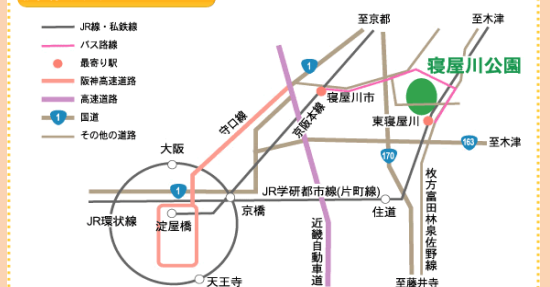 JR線・私鉄線
バス路線
最寄り駅
阪神高速道路
高速道路
1 国道
その他の道路
至京都
至木津
1
寝屋川公園
守口線
京阪本線
寝屋川市
東寝屋川
170
163
至木津
大阪
1
JR学研都市線(片町線)
京橋
住道
JR環状線
淀屋橋
天王寺
近畿自動車道
枚方富田林泉佐野線
至藤井寺